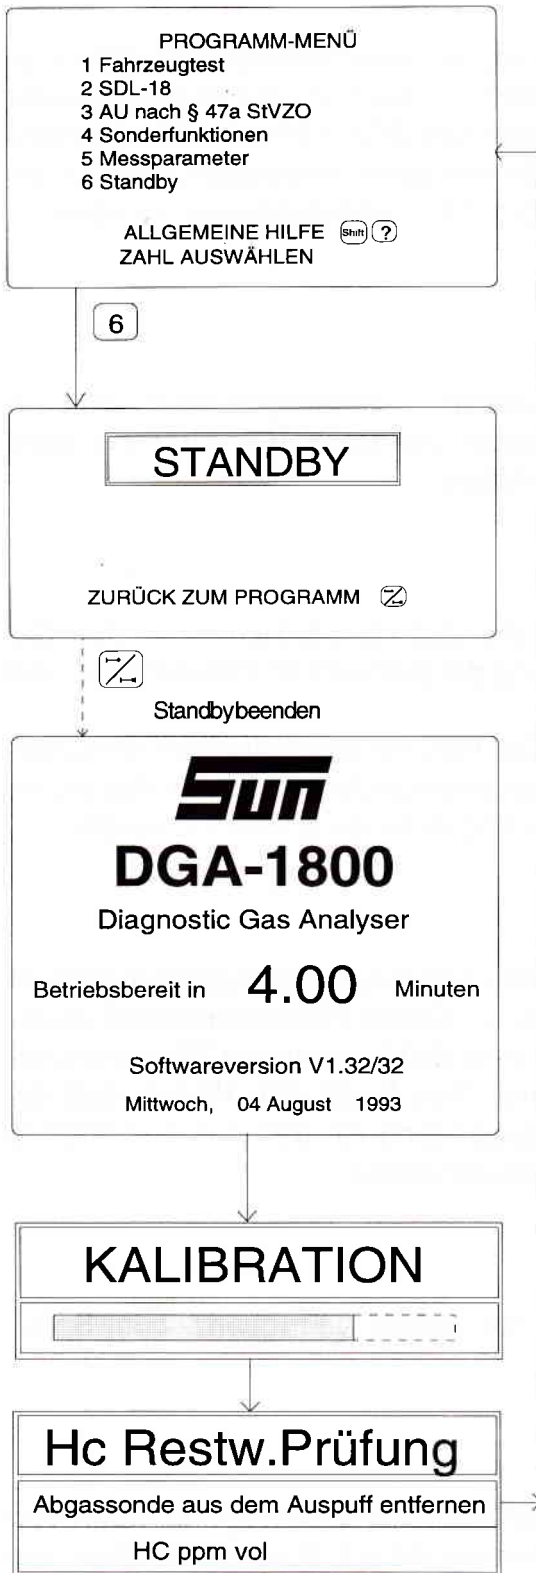 PROGRAMM-MENÜ
1 Fahrzeugtest
2 SDL-18
3 AU nach § 47a StVZO
4 Sonderfunktionen
5 Messparameter
6 Standby
ALLGEMEINE HILFE Shift ?
ZAHL AUSWÄHLEN
6
STANDBY
ZURÜCK ZUM PROGRAMM
Standbybeenden
Sun
DGA-1800
Diagnostic Gas Analyser
Betriebsbereit in 4.00 Minuten
Softwareversion V1.32/32
Mittwoch, 04 August 1993
KALIBRATION
Hc Restw.Prüfung
Abgassonde aus dem Auspuff entfernen
HC ppm vol